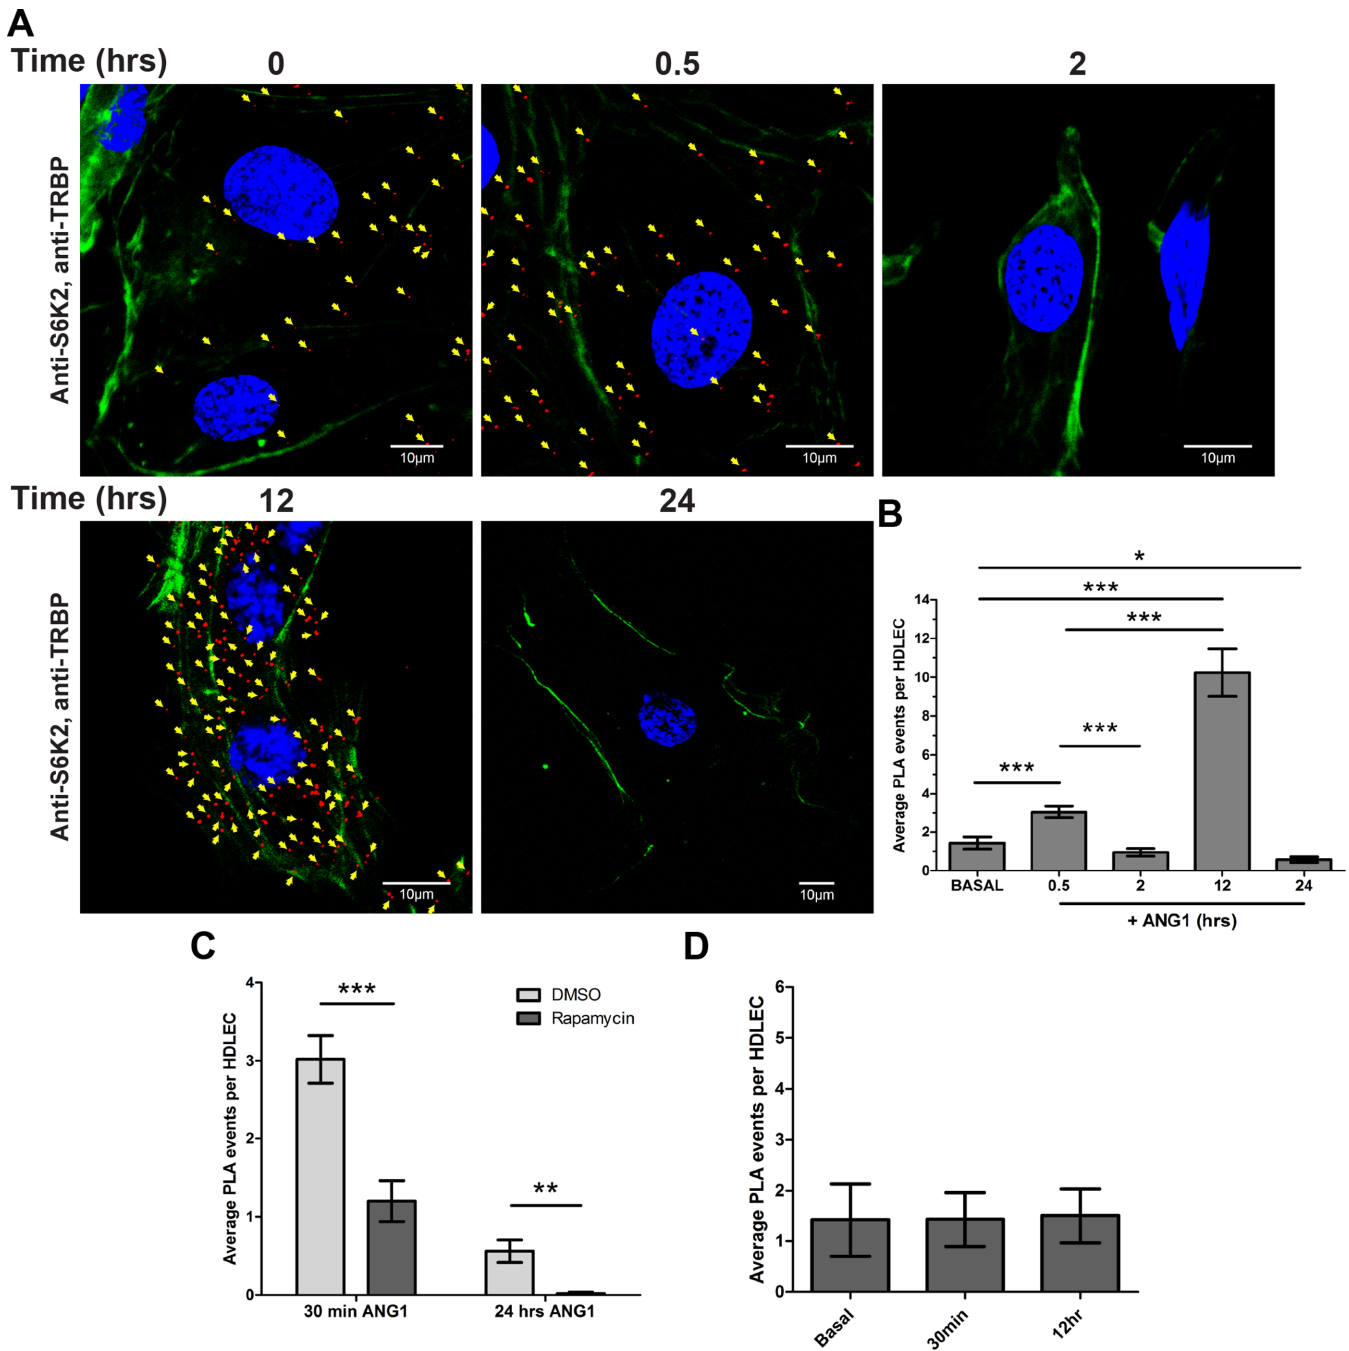 A
Time (hrs) 0 0.5 2
Anti-S6K2, anti-TRBP
10µm 10µm 10µm
Time (hrs) 12 24
Anti-S6K2, anti-TRBP
10µm 10µm
B
*
***
***
***
***
Average PLA events per HDLEC
14
12
10
8
6
4
2
0
BASAL 0.5 2 12 24
+ ANG1 (hrs)
C
***
**
DMSO
Rapamycin
Average PLA events per HDLEC
4
3
2
1
0
30 min ANG1 24 hrs ANG1
D
Average PLA events per HDLEC
6
5
4
3
2
1
0
Basal 30min 12hr